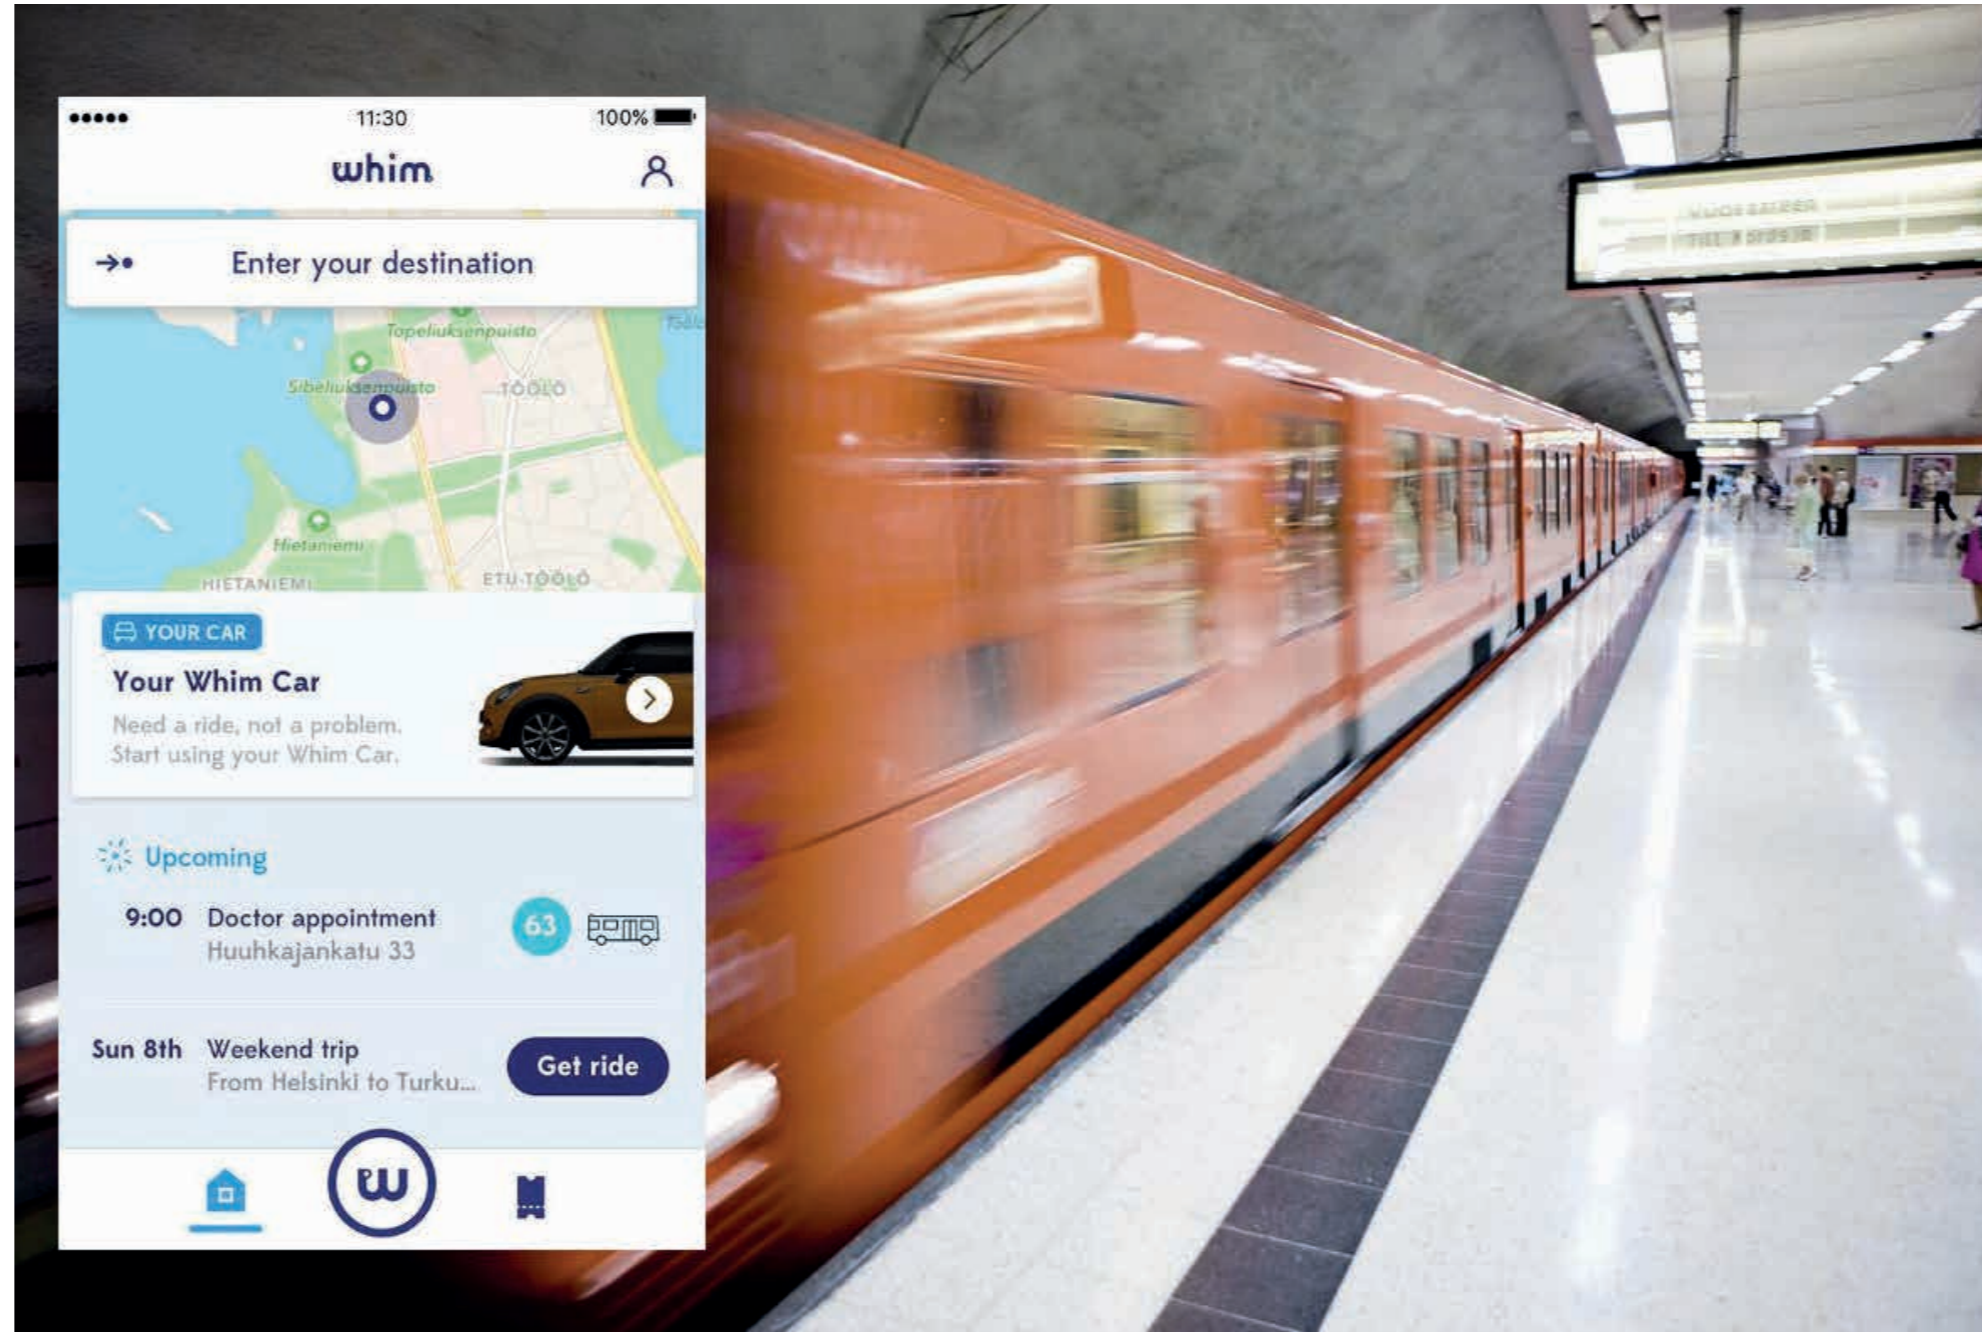 11:30
100%
whim
Enter your destination
Topeliuksenpuisto
Sibeliuksenpuisto
TÖÖLÖ
Hietaniemi
HIETANIEMI
ETU-TÖÖLÖ
YOUR CAR
Your Whim Car
Need a ride, not a problem.
Start using your Whim Car.
Upcoming
9:00 Doctor appointment 63
Huuhkajankatu 33
Sun 8th Weekend trip
From Helsinki to Turku...
Get ride
w